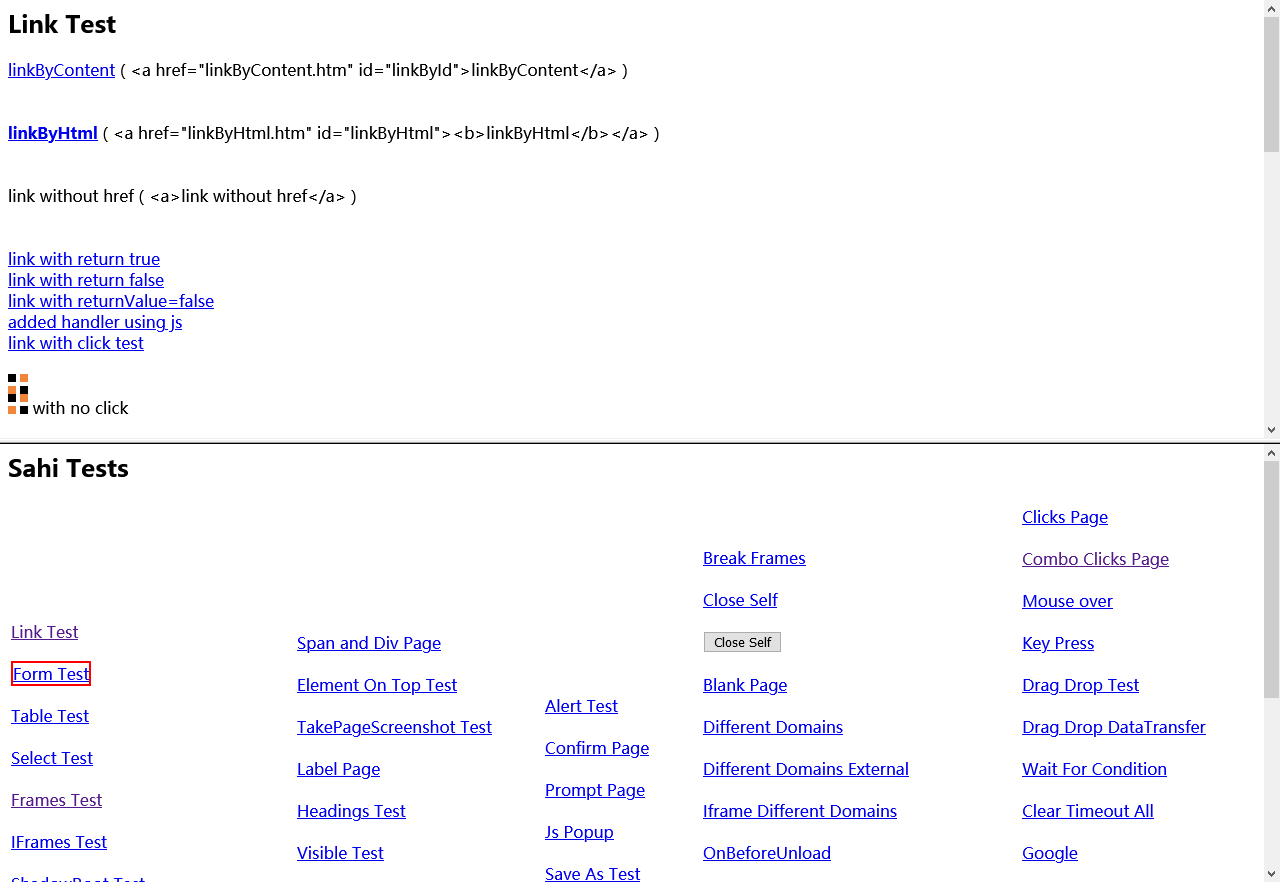 Link Test
linkByContent ( <a href="linkByContent.htm" id="linkById">linkByContent</a> )
linkByHtml ( <a href="linkByHtml.htm" id="linkByHtml"><b>linkByHtml</b></a> )
link without href ( <a>link without href</a> )
link with return true
link with return false
link with returnValue=false
added handler using js
link with click test
with no click
Sahi Tests
Link Test
Form Test
Table Test
Select Test
Frames Test
IFrames Test
ShadowRoot Test
Span and Div Page
Element On Top Test
TakePageScreenshot Test
Label Page
Headings Test
Visible Test
Alert Test
Confirm Page
Prompt Page
Js Popup
Save As Test
Break Frames
Close Self
Close Self
Blank Page
Different Domains
Different Domains External
Iframe Different Domains
OnBeforeUnload
Clicks Page
Combo Clicks Page
Mouse over
Key Press
Drag Drop Test
Drag Drop DataTransfer
Wait For Condition
Clear Timeout All
Google